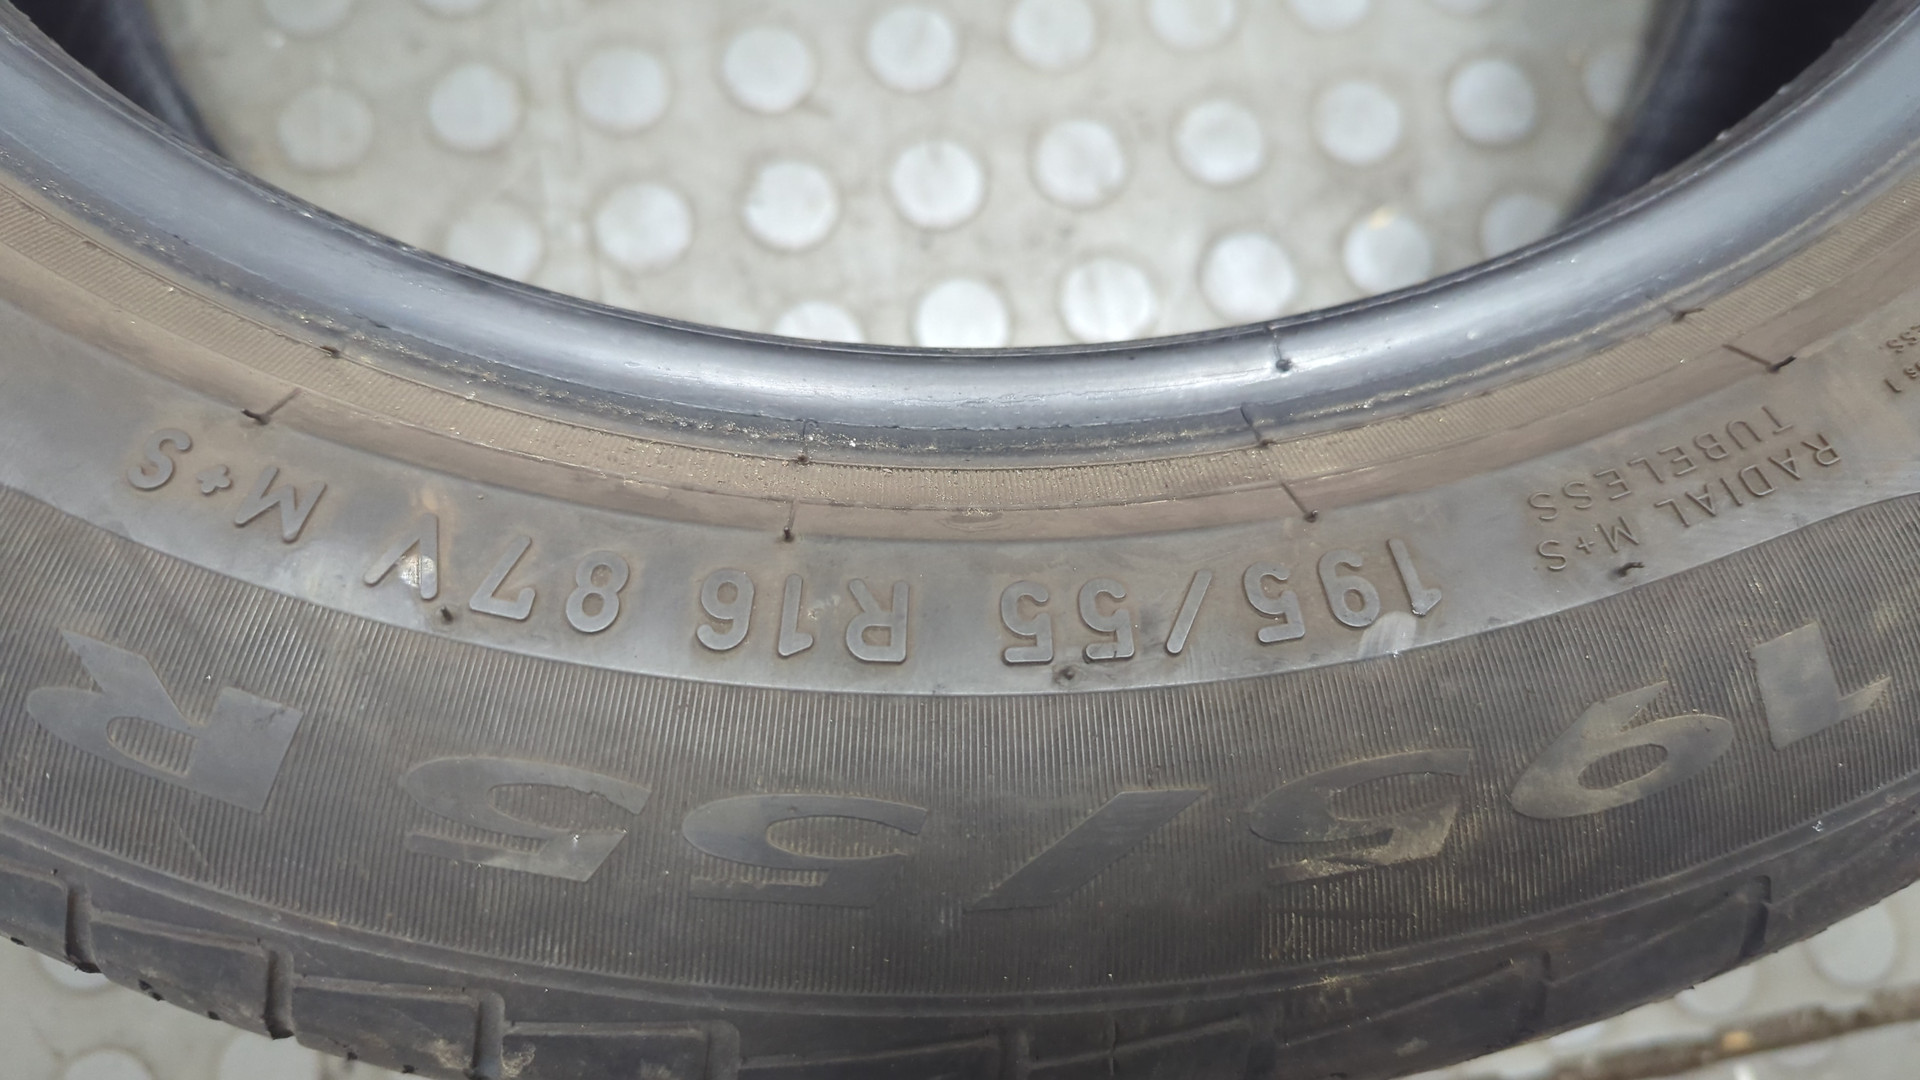 RADIAL M+S
TUBELESS
195/55 R16 87V M+S
195/55 R